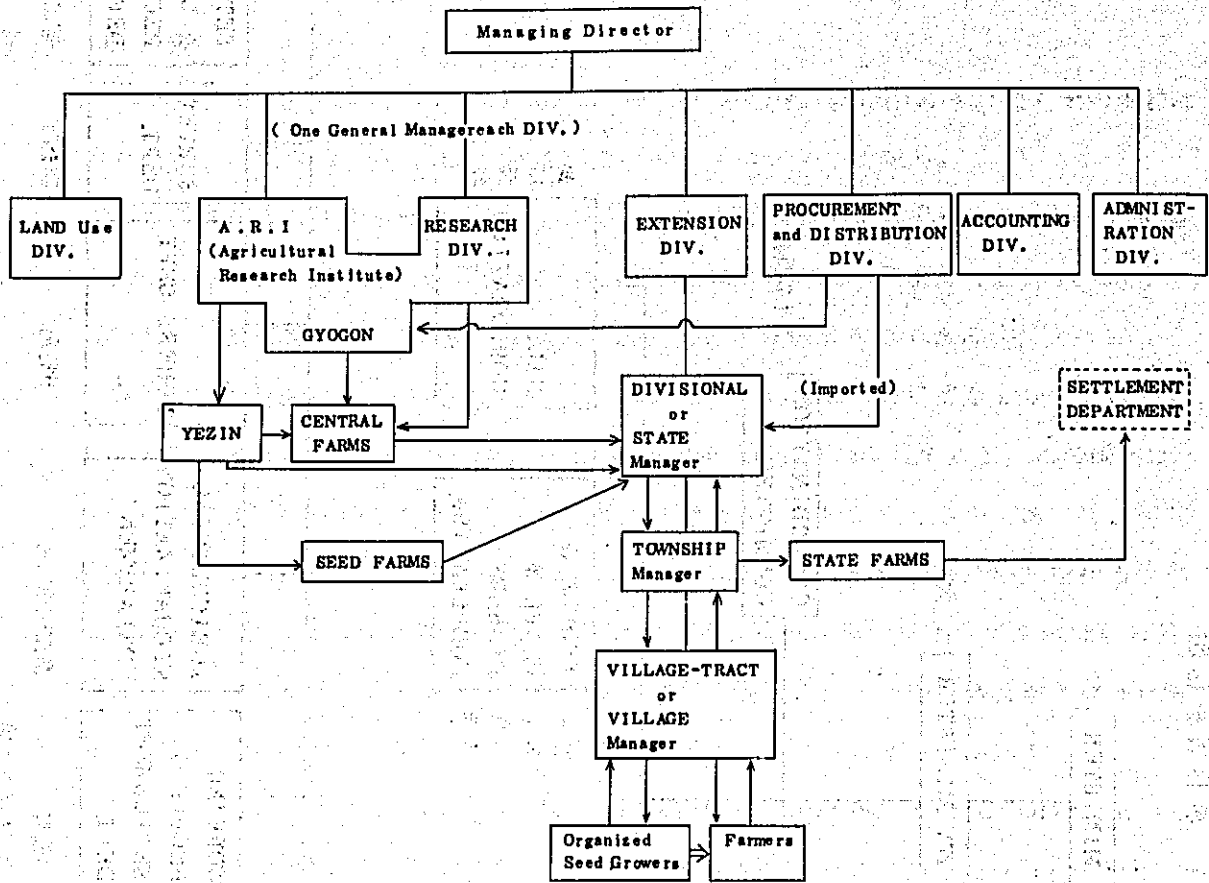 Managing Director
( One General Managereach DIV. )
LAND Use
DIV.
A . R . I
(Agricultural
Research Institute)
RESEARCH
DIV.
GYOGON
EXTENSION
DIV.
PROCUREMENT
and DISTRIBUTION
DIV.
ACCOUNTING
DIV.
ADMNIST-
RATION
DIV.
YEZIN
CENTRAL
FARMS
DIVISIONAL
or
STATE
Manager
(Imported)
SETTLEMENT
DEPARTMENT
SEED FARMS
TOWNSHIP
Manager
STATE FARMS
VILLAGE-TRACT
or
VILLAGE
Manager
Organized
Seed Growers
Farmers